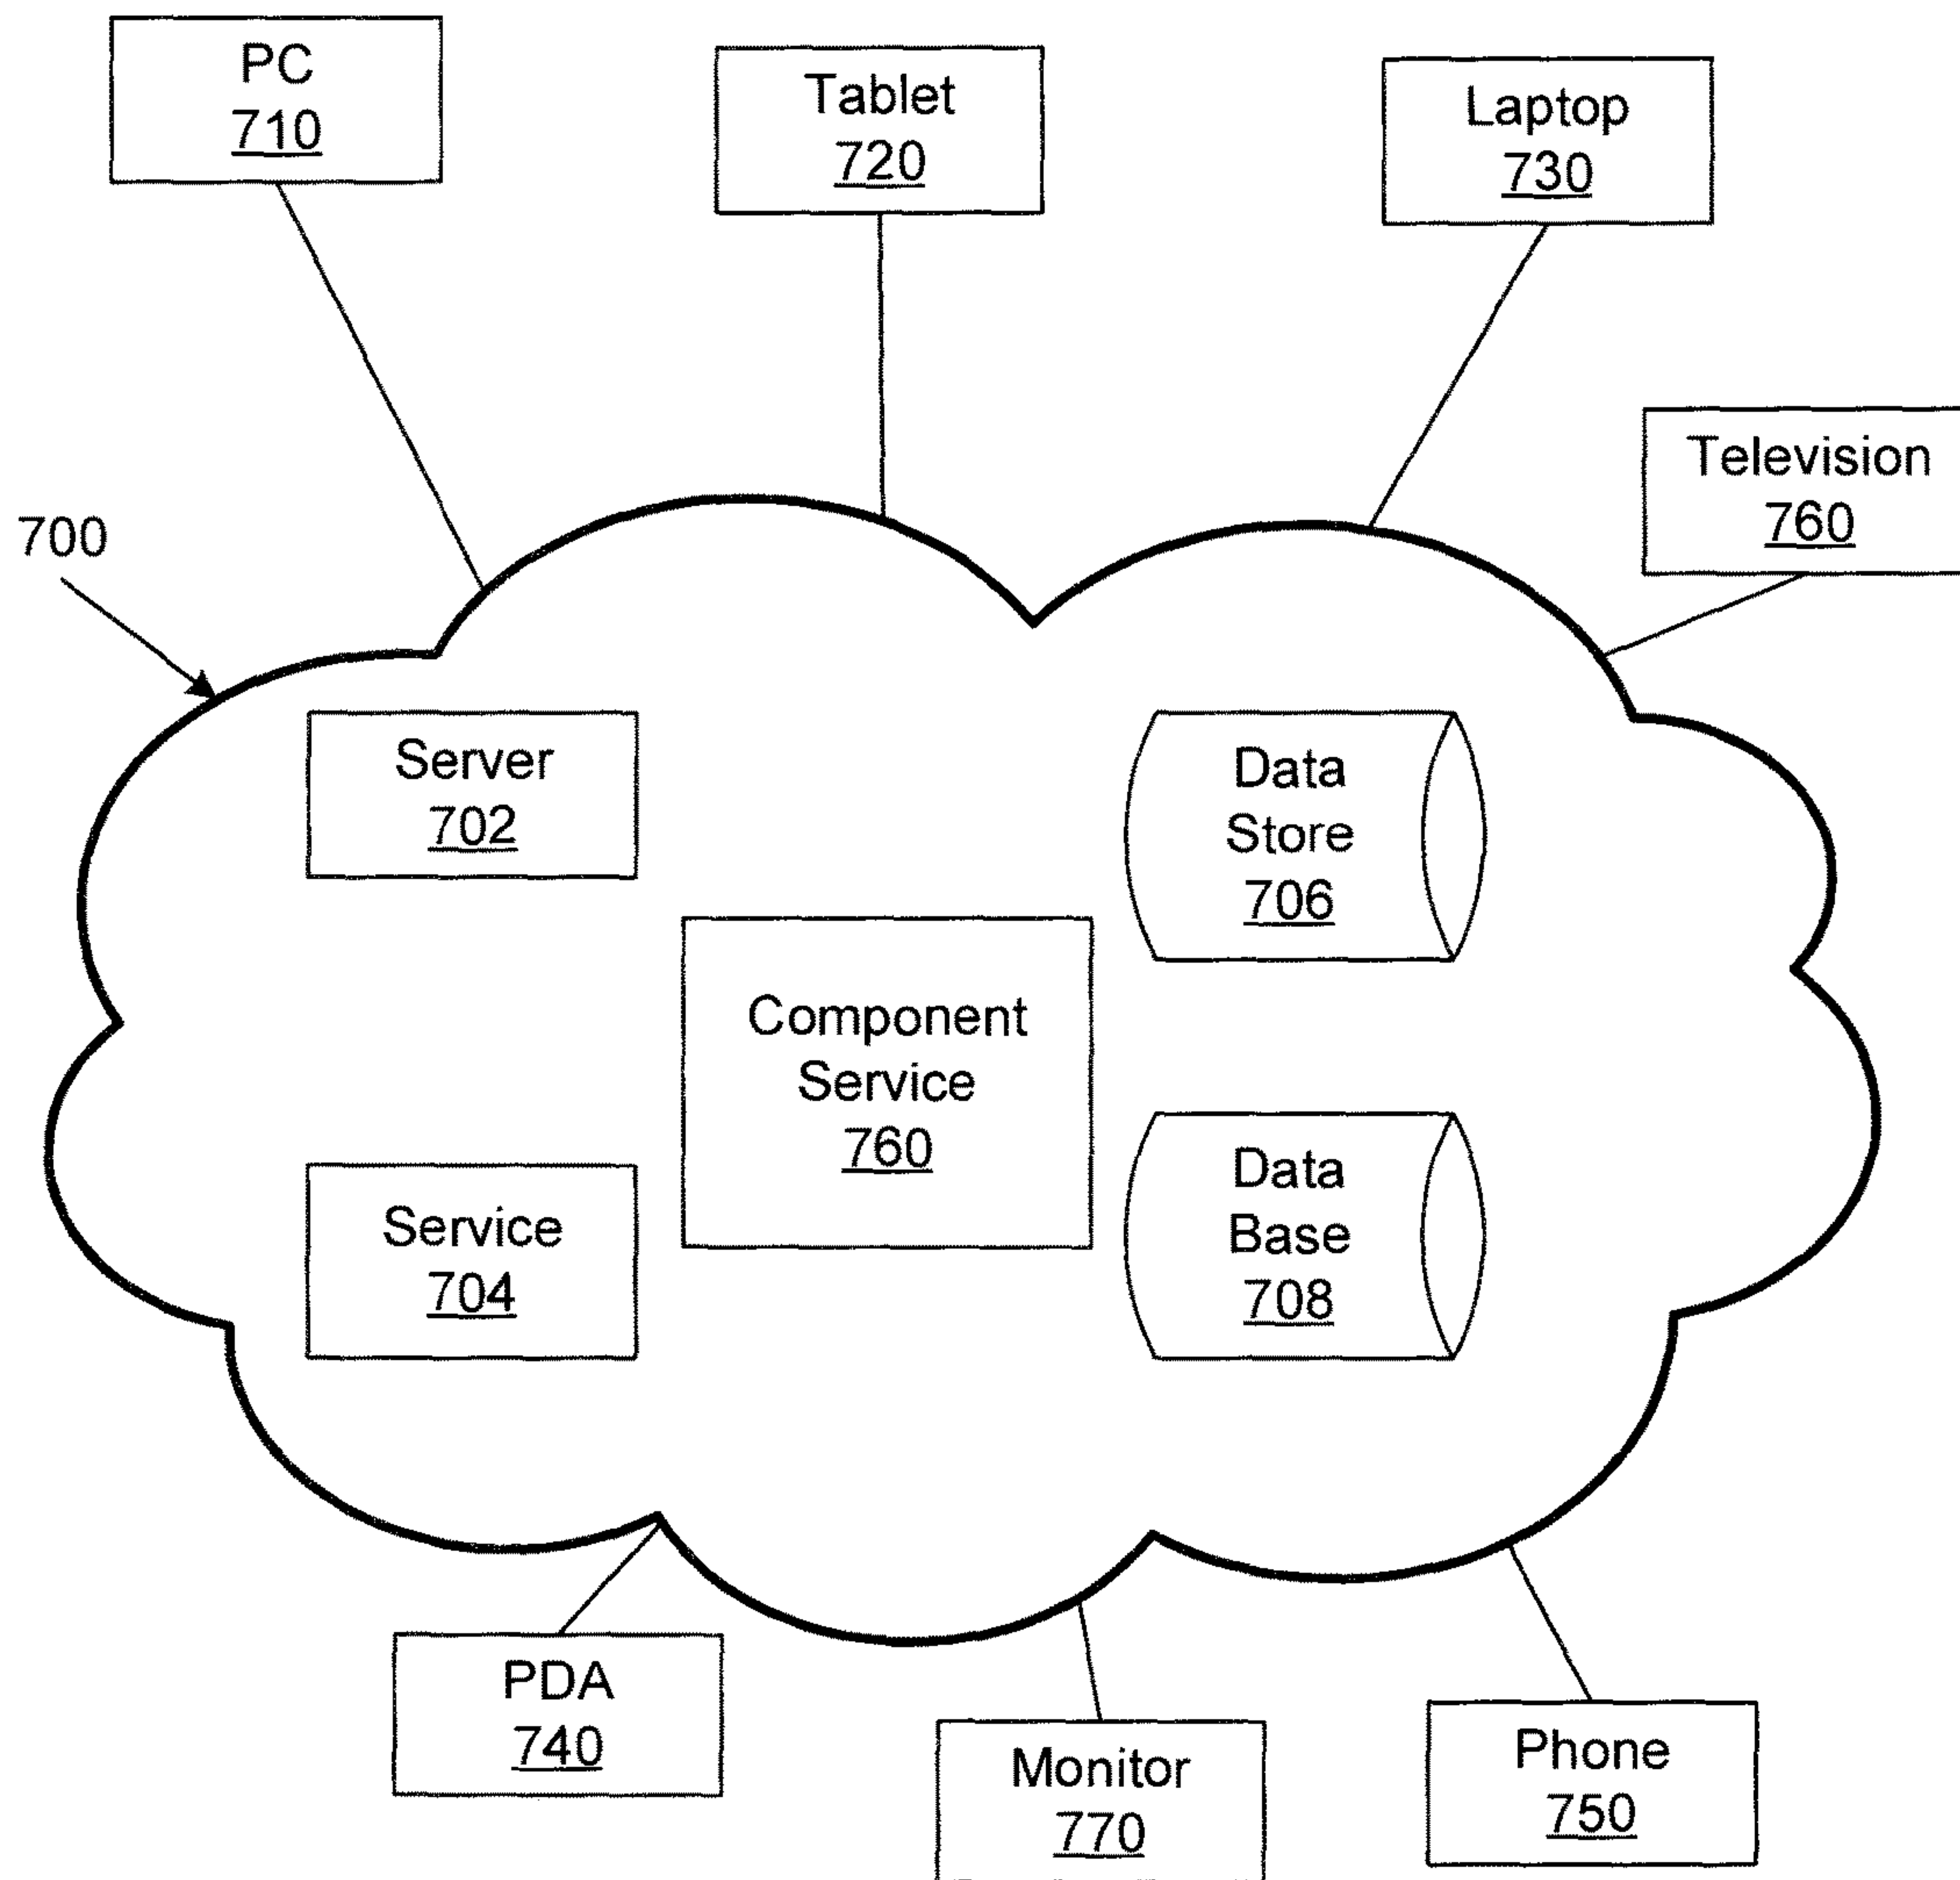 PC
710
Tablet
720
Laptop
730
Television
760
700
Server
702
Data
Store
706
Component
Service
760
Service
704
Data
Base
708
PDA
740
Monitor
770
Phone
750